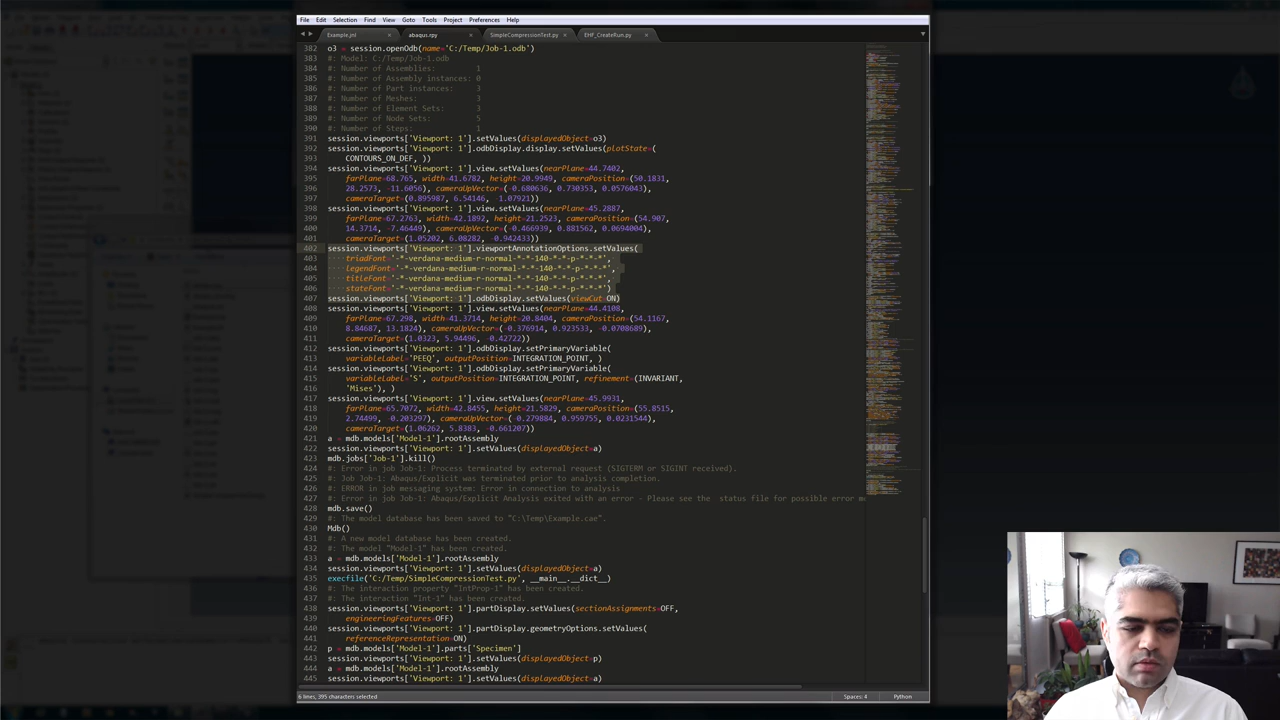 File Edit Selection Find View Goto Tools Project Preferences Help
Example.jnl abaqus.rpy SimpleCompressionTest.py EHF_CreateRun.py
382 o3 = session.openOdb(name='C:/Temp/Job-1.odb')
383 #: Model: C:/Temp/Job-1.odb
384 #: Number of Assemblies: 1
385 #: Number of Assembly instances: 0
386 #: Number of Part instances: 3
387 #: Number of Meshes: 3
388 #: Number of Element Sets: 3
389 #: Number of Node Sets: 5
390 #: Number of Steps: 1
391 session.viewports['Viewport: 1'].setValues(displayedObject=o3)
392 session.viewports['Viewport: 1'].odbDisplay.display.setValues(plotState=(
393 CONTOURS_ON_DEF, ))
394 session.viewports['Viewport: 1'].view.setValues(nearPlane=44.7402,
395 farPlane=68.765, width=41.6782, height=20.9949, cameraPosition=(50.1831,
396 28.2573, -11.6056), cameraUpVector=(-0.680636, 0.730353, 0.0576043),
397 cameraTarget=(0.895987, 6.54146, -1.07921))
398 session.viewports['Viewport: 1'].view.setValues(nearPlane=45.2887,
399 farPlane=67.2763, width=42.1892, height=21.2523, cameraPosition=(54.907,
400 14.3714, -7.46449), cameraUpVector=(-0.466939, 0.881562, 0.0694004),
401 cameraTarget=(1.05202, 6.08282, -0.942433))
402 session.viewports['Viewport: 1'].viewportAnnotationOptions.setValues(
403 triadFont='-*-verdana-medium-r-normal-*-*-140-*-*-p-*-*-*',
404 legendFont='-*-verdana-medium-r-normal-*-*-140-*-*-p-*-*-*',
405 titleFont='-*-verdana-medium-r-normal-*-*-140-*-*-p-*-*-*',
406 stateFont='-*-verdana-medium-r-normal-*-*-140-*-*-p-*-*-*')
407 session.viewports['Viewport: 1'].odbDisplay.setValues(viewCut=ON)
408 session.viewports['Viewport: 1'].view.setValues(nearPlane=44.4108,
409 farPlane=67.298, width=41.3714, height=20.8404, cameraPosition=(54.1167,
410 8.84687, 13.1824), cameraUpVector=(-0.376914, 0.923533, -0.0708689),
411 cameraTarget=(1.0323, 5.94496, -0.42722))
412 session.viewports['Viewport: 1'].odbDisplay.setPrimaryVariable(
413 variableLabel='PEEQ', outputPosition=INTEGRATION_POINT, )
414 session.viewports['Viewport: 1'].odbDisplay.setPrimaryVariable(
415 variableLabel='S', outputPosition=INTEGRATION_POINT, refinement=(INVARIANT,
416 'Mises'), )
417 session.viewports['Viewport: 1'].view.setValues(nearPlane=45.9931,
418 farPlane=65.7072, width=42.8455, height=21.5829, cameraPosition=(55.8515,
419 2.74499, -0.203297), cameraUpVector=(-0.279884, 0.959755, 0.0231544),
420 cameraTarget=(1.06262, 5.8383, -0.661207))
421 a = mdb.models['Model-1'].rootAssembly
422 session.viewports['Viewport: 1'].setValues(displayedObject=a)
423 mdb.jobs['Job-1'].kill()
424 #: Error in job Job-1: Process terminated by external request (SIGTERM or SIGINT received).
425 #: Job Job-1: Abaqus/Explicit was terminated prior to analysis completion.
426 #: ERROR in job messaging system: Error in connection to analysis
427 #: Error in job Job-1: Abaqus/Explicit Analysis exited with an error - Please see the status file for possible error m
428 mdb.save()
429 #: The model database has been saved to "C:\Temp\Example.cae".
430 Mdb()
431 #: A new model database has been created.
432 #: The model "Model-1" has been created.
433 a = mdb.models['Model-1'].rootAssembly
434 session.viewports['Viewport: 1'].setValues(displayedObject=a)
435 execfile('C:/Temp/SimpleCompressionTest.py', __main__.__dict__)
436 #: The interaction property "IntProp-1" has been created.
437 #: The interaction "Int-1" has been created.
438 session.viewports['Viewport: 1'].partDisplay.setValues(sectionAssignments=OFF,
439 engineeringFeatures=OFF)
440 session.viewports['Viewport: 1'].partDisplay.geometryOptions.setValues(
441 referenceRepresentation=ON)
442 p = mdb.models['Model-1'].parts['Specimen']
443 session.viewports['Viewport: 1'].setValues(displayedObject=p)
444 a = mdb.models['Model-1'].rootAssembly
445 session.viewports['Viewport: 1'].setValues(displayedObject=a)
6 lines, 395 characters selected Spaces: 4 Python